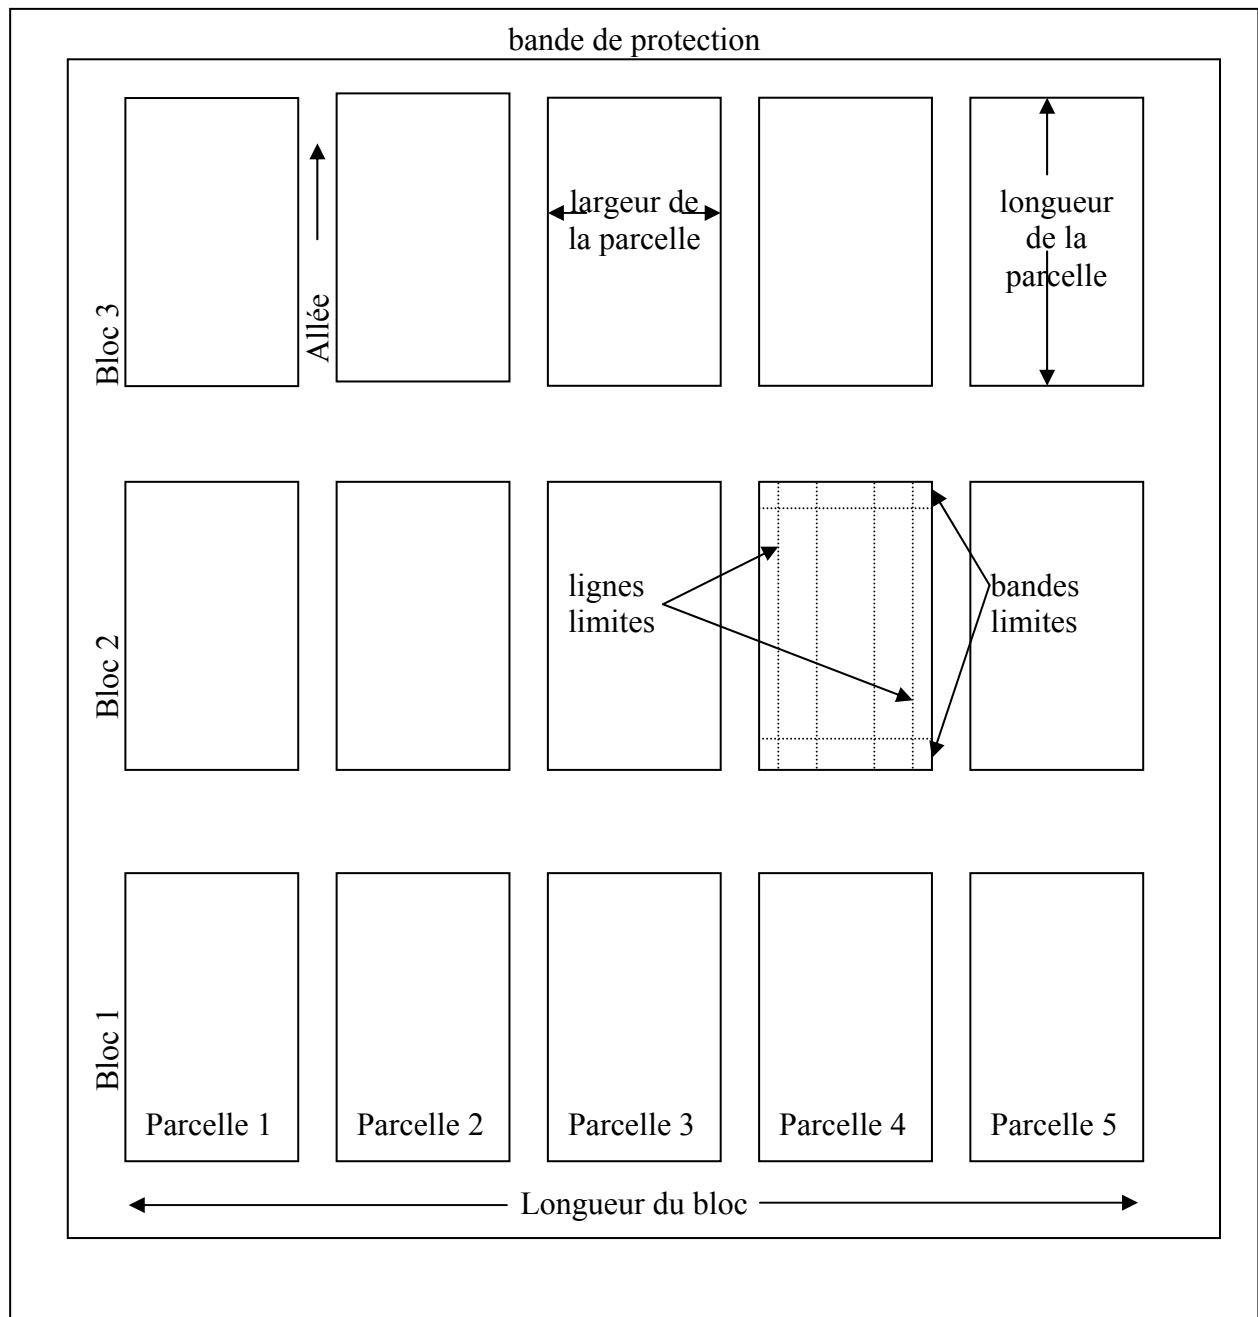 bande de protection
Bloc 3
Allée
largeur de
la parcelle
longueur
de la
parcelle
Bloc 2
lignes
limites
bandes
limites
Bloc 1
Parcelle 1
Parcelle 2
Parcelle 3
Parcelle 4
Parcelle 5
Longueur du bloc